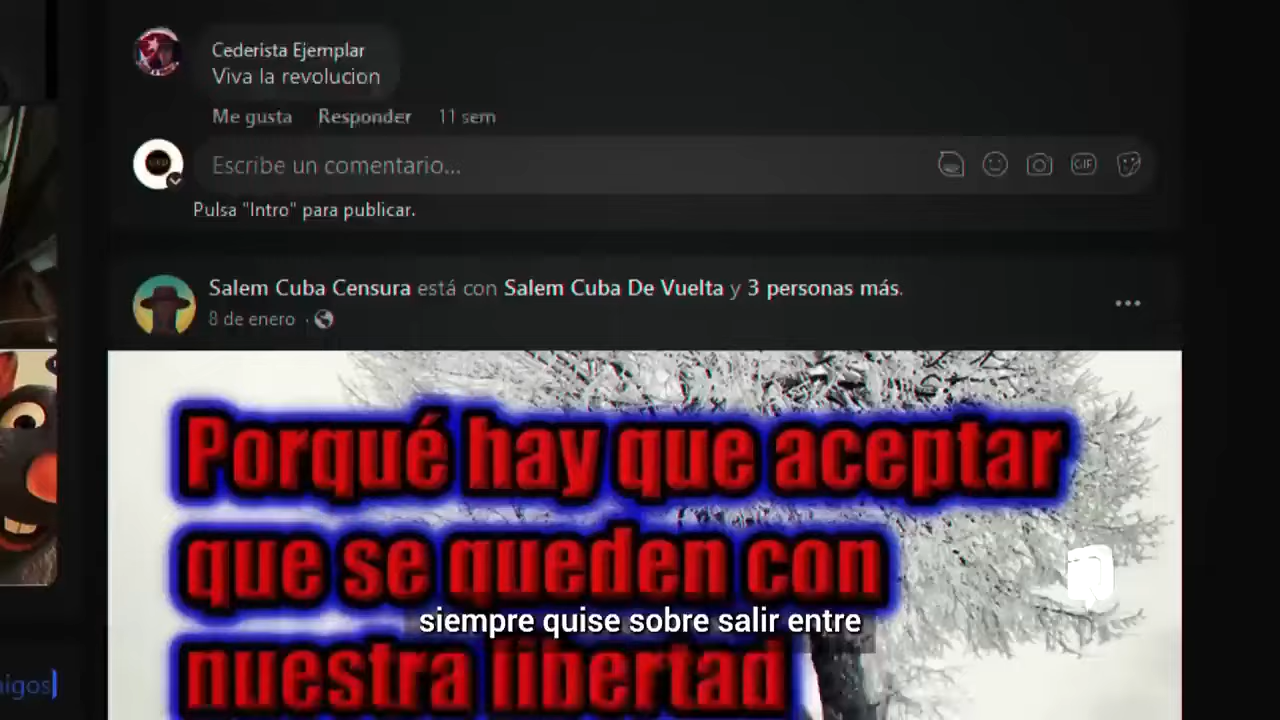 Cederista Ejemplar
Viva la revolucion
Me gusta Responder 11 sem
Escribe un comentario...
GIF
Pulsa "Intro" para publicar.
Salem Cuba Censura está con Salem Cuba De Vuelta y 3 personas más.
8 de enero ·
Porqué hay que aceptar
que se queden con
siempre quise sobre salir entre
nuestra libertad
nigos